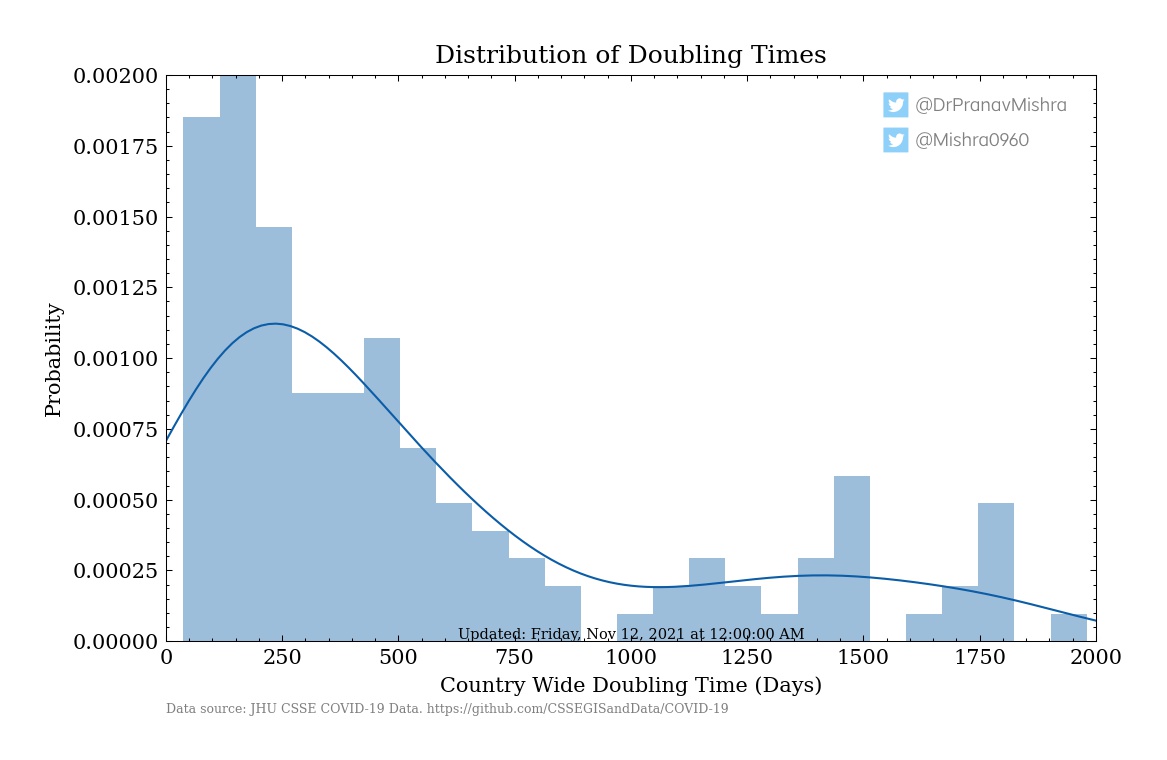 Distribution of Doubling Times
@DrPranavMishra
@Mishra0960
0.00200
0.00175
0.00150
0.00125
0.00100
0.00075
0.00050
0.00025
0.00000
Probability
Updated: Friday, Nov 12, 2021 at 12:00:00 AM
0 250 500 750 1000 1250 1500 1750 2000
Country Wide Doubling Time (Days)
Data source: JHU CSSE COVID-19 Data. https://github.com/CSSEGISandData/COVID-19